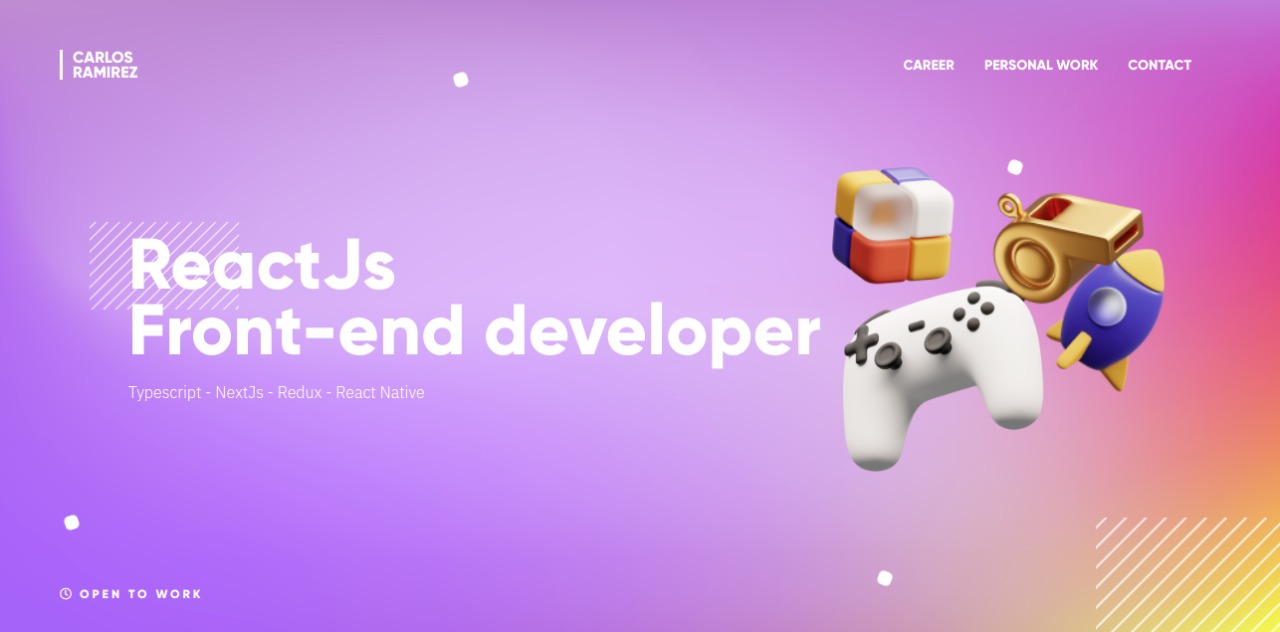 CARLOS
RAMIREZ
CAREER PERSONAL WORK CONTACT
ReactJs
Front-end developer
Typescript - NextJs - Redux - React Native
OPEN TO WORK